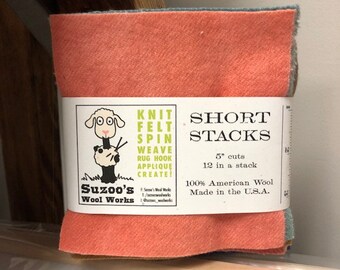 KNIT
FELT
SPIN
WEAVE
RUG HOOK
APPLIQUE
CREATE!
Suzoo's
Wool Works
SHORT
STACKS
5" cuts
12 in a stack
100% American Wool
Made in the U.S.A.